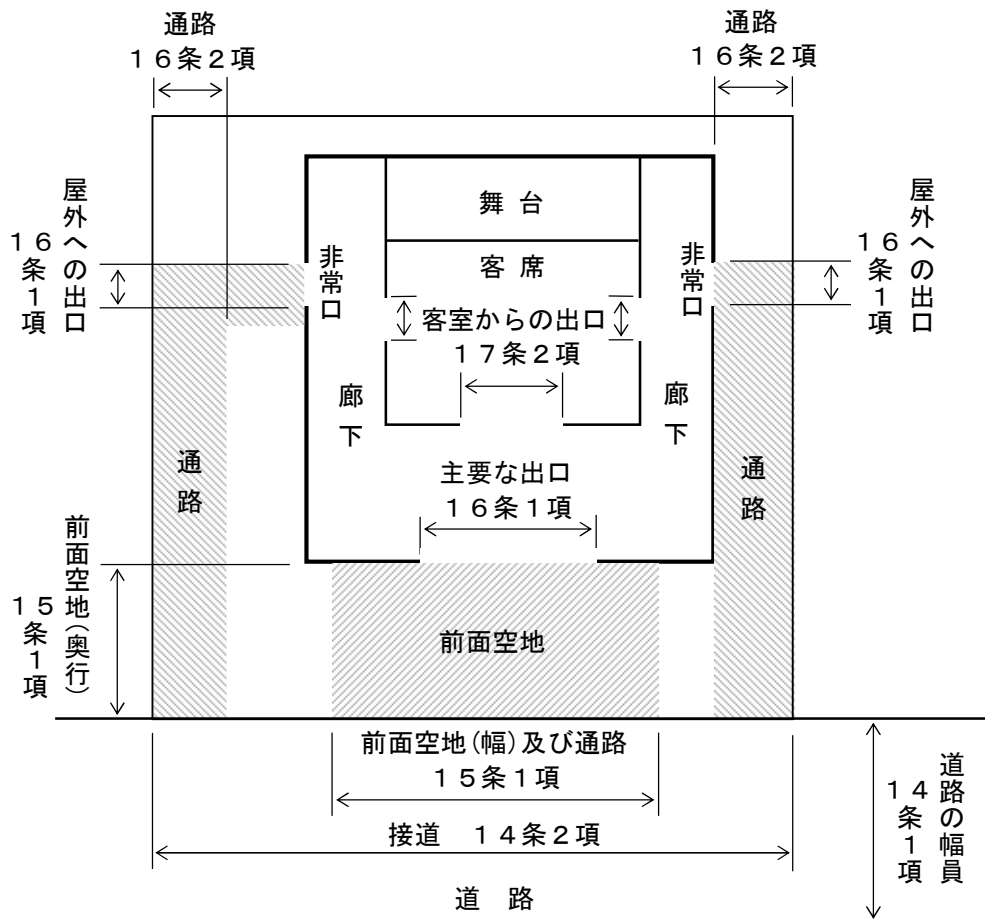 通路
１６条２項
通路
１６条２項
屋外への出口
１６条１項
非常口
舞 台
客 席
客室からの出口
１７条２項
非常口
屋外への出口
１６条１項
廊下
廊下
通路
主要な出口
１６条１項
通路
前面空地(奥行)
１５条１項
前面空地
前面空地(幅)及び通路
１５条１項
接道 １４条２項
道路の幅員
１４条１項
道 路